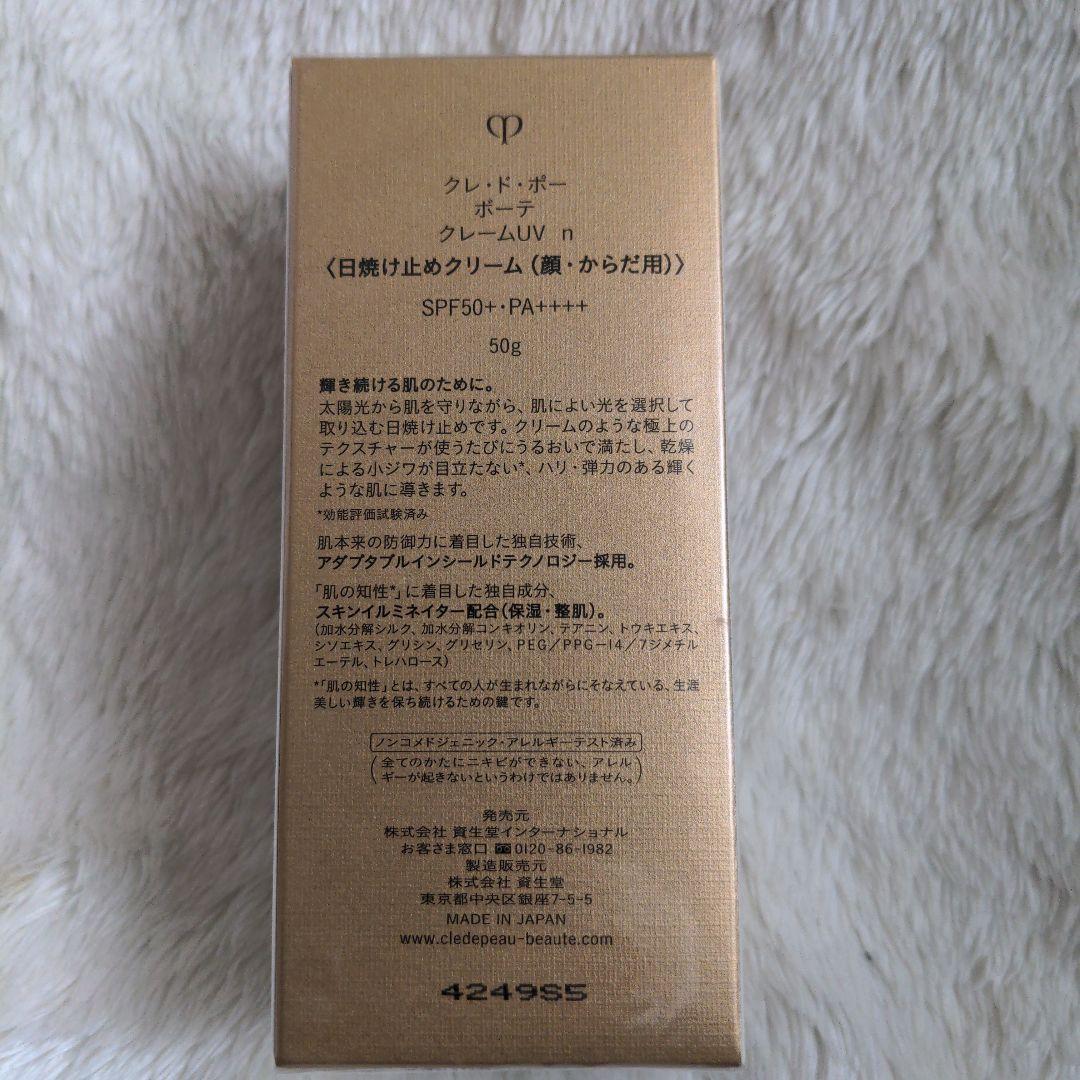 クレ・ド・ポー
ボーテ
クレームUV n
〈日焼け止めクリーム（顔・からだ用）〉
SPF50+・PA++++
50g
輝き続ける肌のために。
太陽光から肌を守りながら、肌によい光を選択して
取り込む日焼け止めです。クリームのような極上の
テクスチャーが使うたびにうるおいで満たし、乾燥
による小ジワが目立たない*、ハリ・弾力のある輝く
ような肌に導きます。
*効能評価試験済み
肌本来の防御力に着目した独自技術、
アダプタブルインシールドテクノロジー採用。
「肌の知性*」に着目した独自成分、
スキンイルミネイター配合（保湿・整肌）。
（加水分解シルク、加水分解コンキオリン、テアニン、トウキエキス、
シソエキス、グリシン、グリセリン、PEG／PPG－14／7ジメチル
エーテル、トレハロース）
*「肌の知性」とは、すべての人が生まれながらにそなえている、生涯
美しい輝きを保ち続けるための鍵です。
ノンコメドジェニック・アレルギーテスト済み
（全てのかたにニキビができない、アレル
ギーが起きないというわけではありません。）
発売元
株式会社 資生堂インターナショナル
お客さま窓口 ☎0120-86-1982
製造販売元
株式会社 資生堂
東京都中央区銀座7-5-5
MADE IN JAPAN
www.cledepeau-beaute.com
4249S5